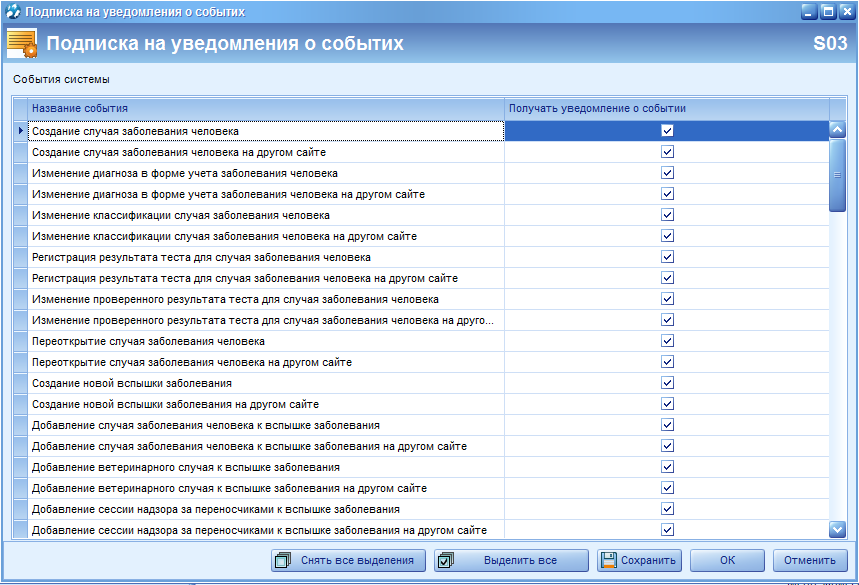 Подписка на уведомления о событиях
Подписка на уведомления о событиях
S03
События системы
Название события Получать уведомление о событии
Создание случая заболевания человека
Создание случая заболевания человека на другом сайте
Изменение диагноза в форме учета заболевания человека
Изменение диагноза в форме учета заболевания человека на другом сайте
Изменение классификации случая заболевания человека
Изменение классификации случая заболевания человека на другом сайте
Регистрация результата теста для случая заболевания человека
Регистрация результата теста для случая заболевания человека на другом сайте
Изменение проверенного результата теста для случая заболевания человека
Изменение проверенного результата теста для случая заболевания человека на друго...
Переоткрытие случая заболевания человека
Переоткрытие случая заболевания человека на другом сайте
Создание новой вспышки заболевания
Создание новой вспышки заболевания на другом сайте
Добавление случая заболевания человека к вспышке заболевания
Добавление случая заболевания человека к вспышке заболевания на другом сайте
Добавление ветеринарного случая к вспышке заболевания
Добавление ветеринарного случая к вспышке заболевания на другом сайте
Добавление сессии надзора за переносчиками к вспышке заболевания
Добавление сессии надзора за переносчиками к вспышке заболевания на другом сайте
Снять все выделения Выделить все Сохранить ОК Отменить